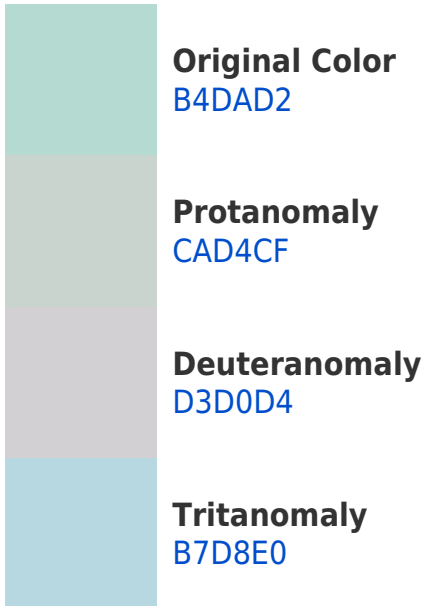 Original Color
B4DAD2
Protanomaly
CAD4CF
Deuteranomaly
D3D0D4
Tritanomaly
B7D8E0